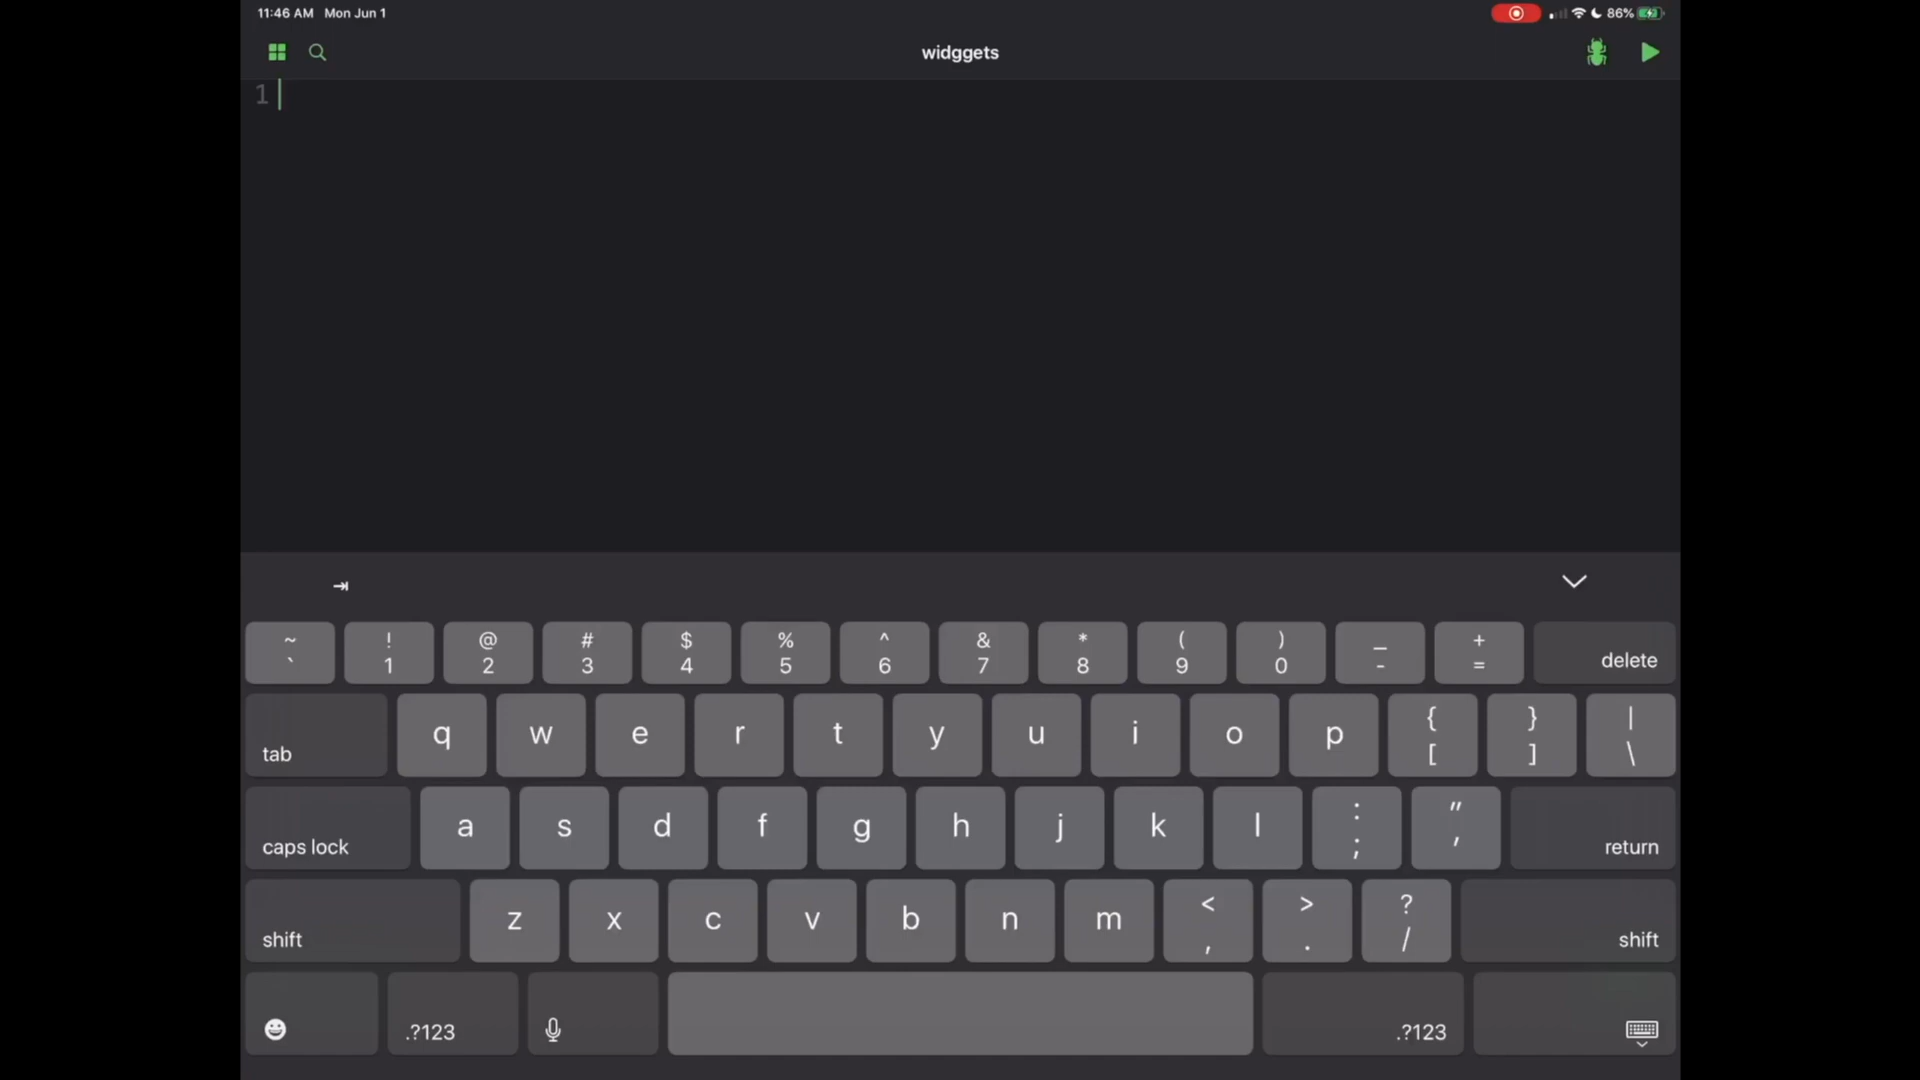 11:46 AM Mon Jun 1
86%
widggets
1
~ ! @ # $ % ^ & * ( ) _ +
` 1 2 3 4 5 6 7 8 9 0 - = delete
tab q w e r t y u i o p { [ } ] | \
caps lock a s d f g h j k l : ; " ' return
shift z x c v b n m < , > . ? / shift
.?123 .?123